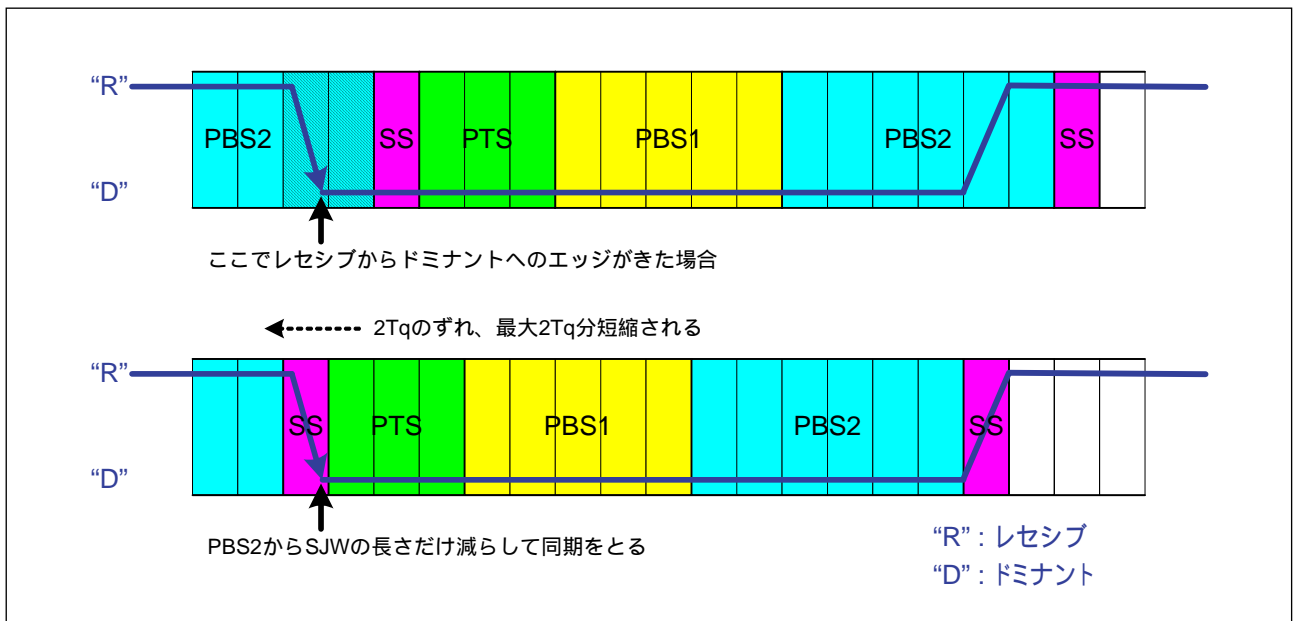 “R”
PBS2 SS PTS PBS1 PBS2 SS
“D”
ここでレセシブからドミナントへのエッジがきた場合
2Tqのずれ、最大2Tq分短縮される
“R”
SS PTS PBS1 PBS2 SS
“D”
PBS2からSJWの長さだけ減らして同期をとる
“R” : レセシブ
“D” : ドミナント